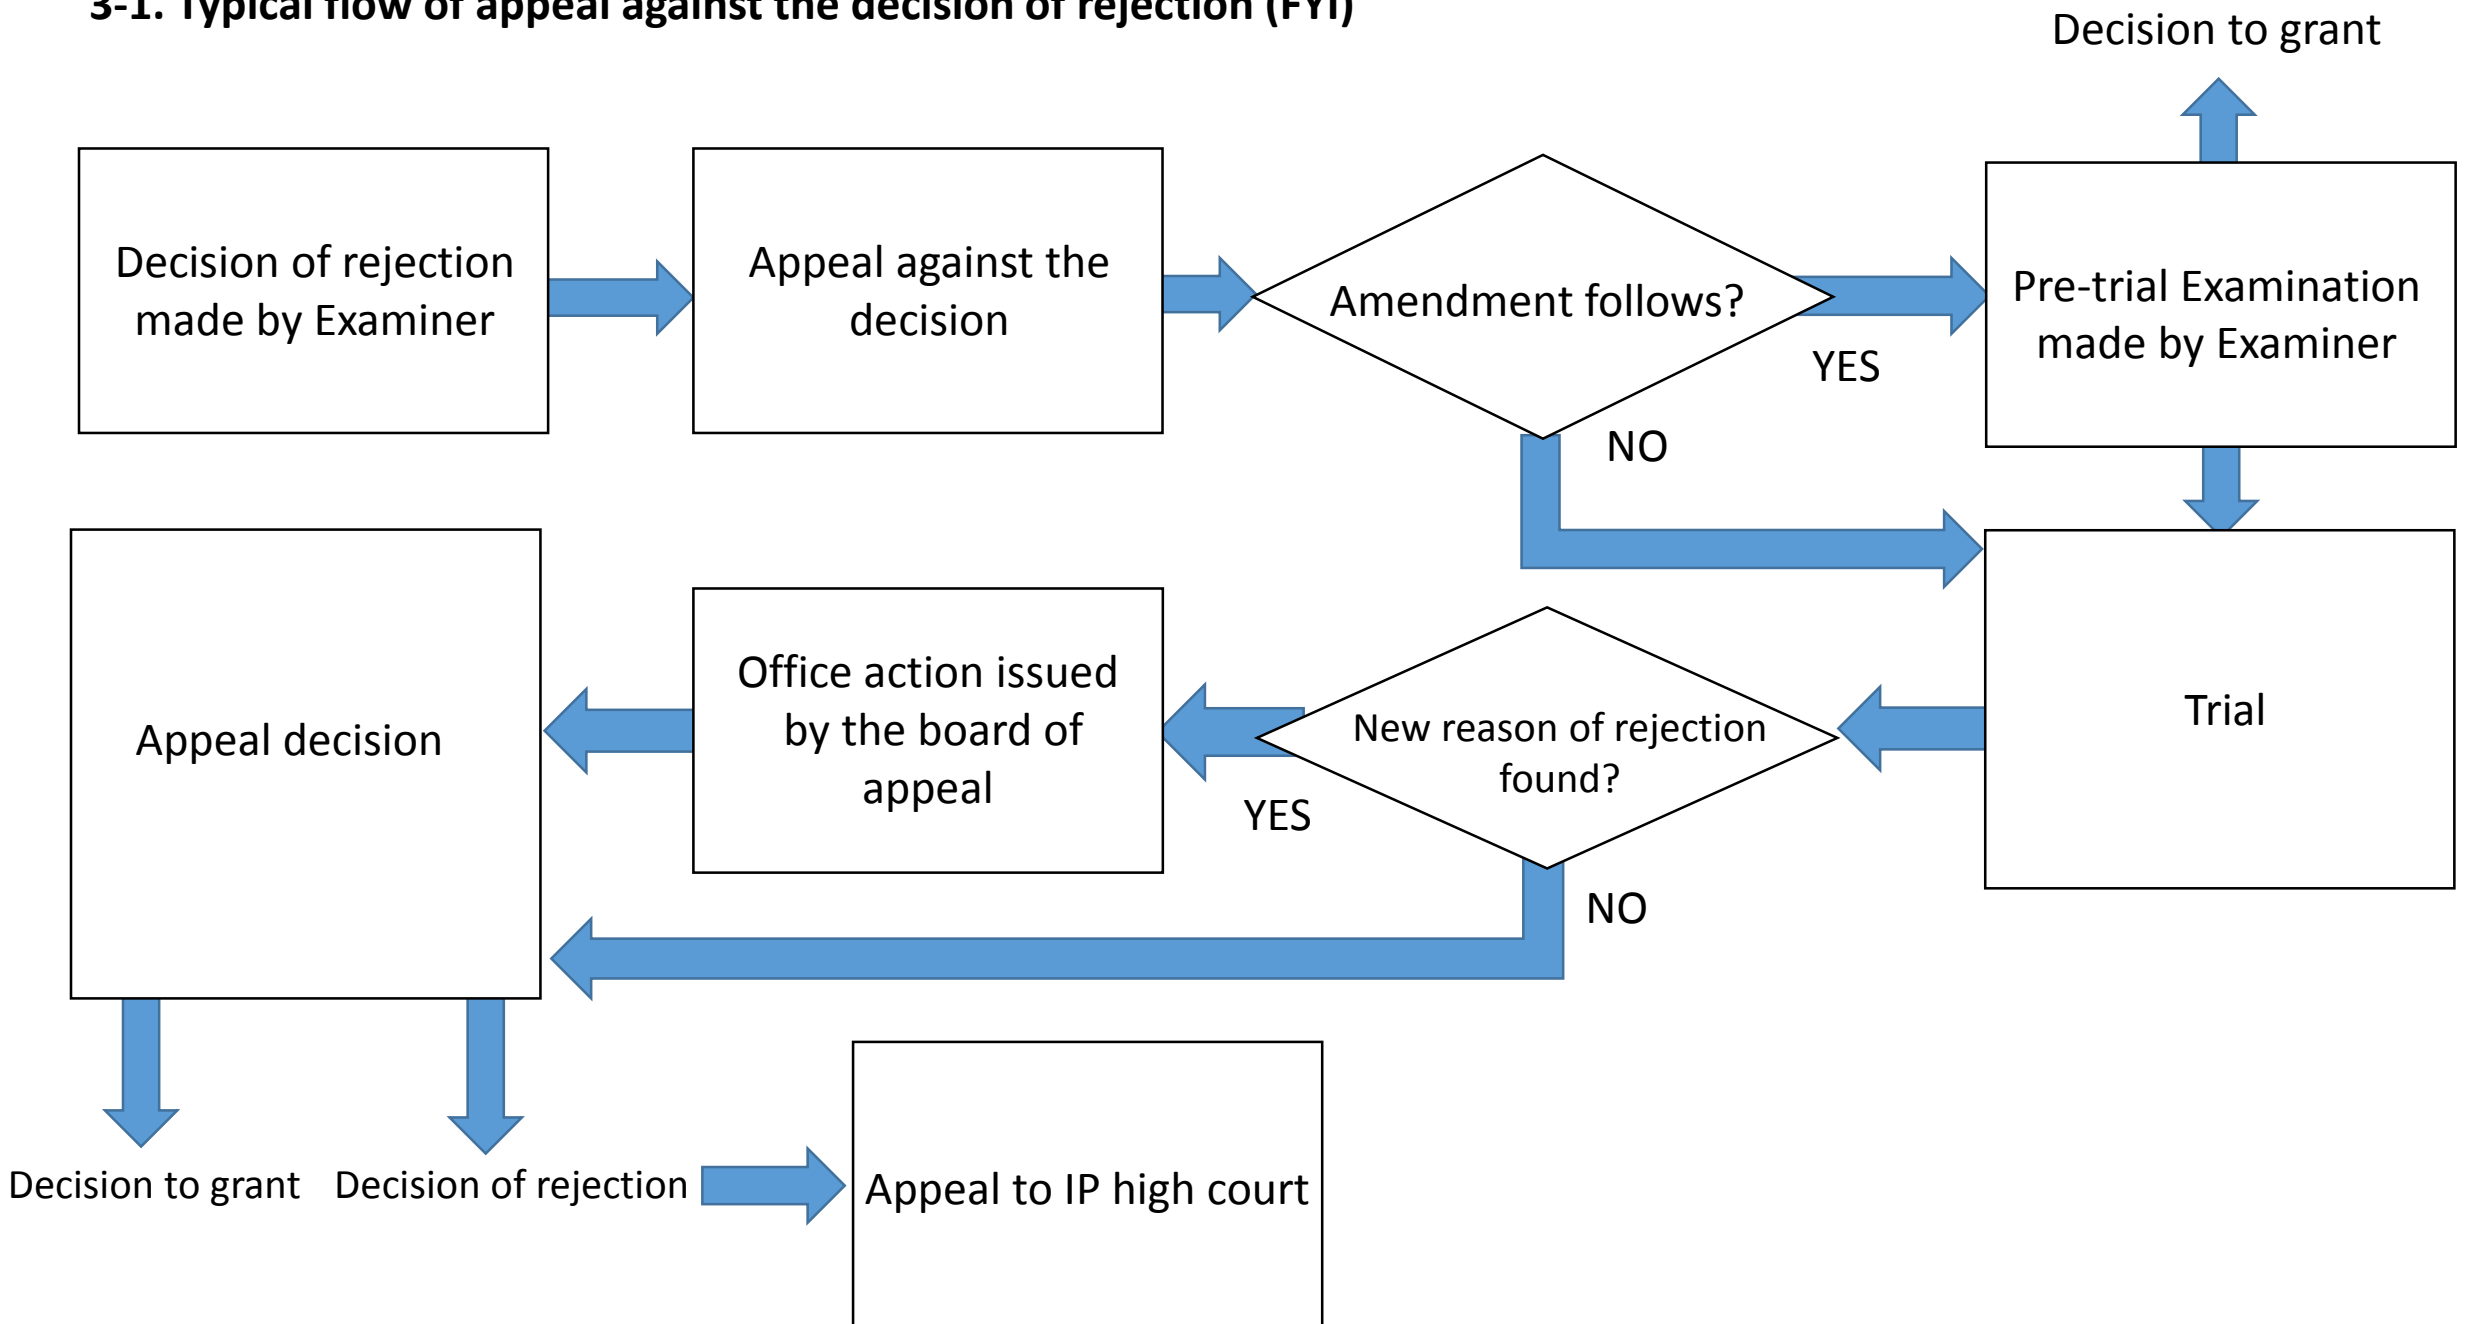 3-1. Typical flow of appeal against the decision of rejection (FYI)
Decision to grant
Decision of rejection
made by Examiner
Appeal against the
decision
Amendment follows?
YES
NO
Pre-trial Examination
made by Examiner
Trial
New reason of rejection
found?
YES
NO
Office action issued
by the board of
appeal
Appeal decision
Decision to grant
Decision of rejection
Appeal to IP high court